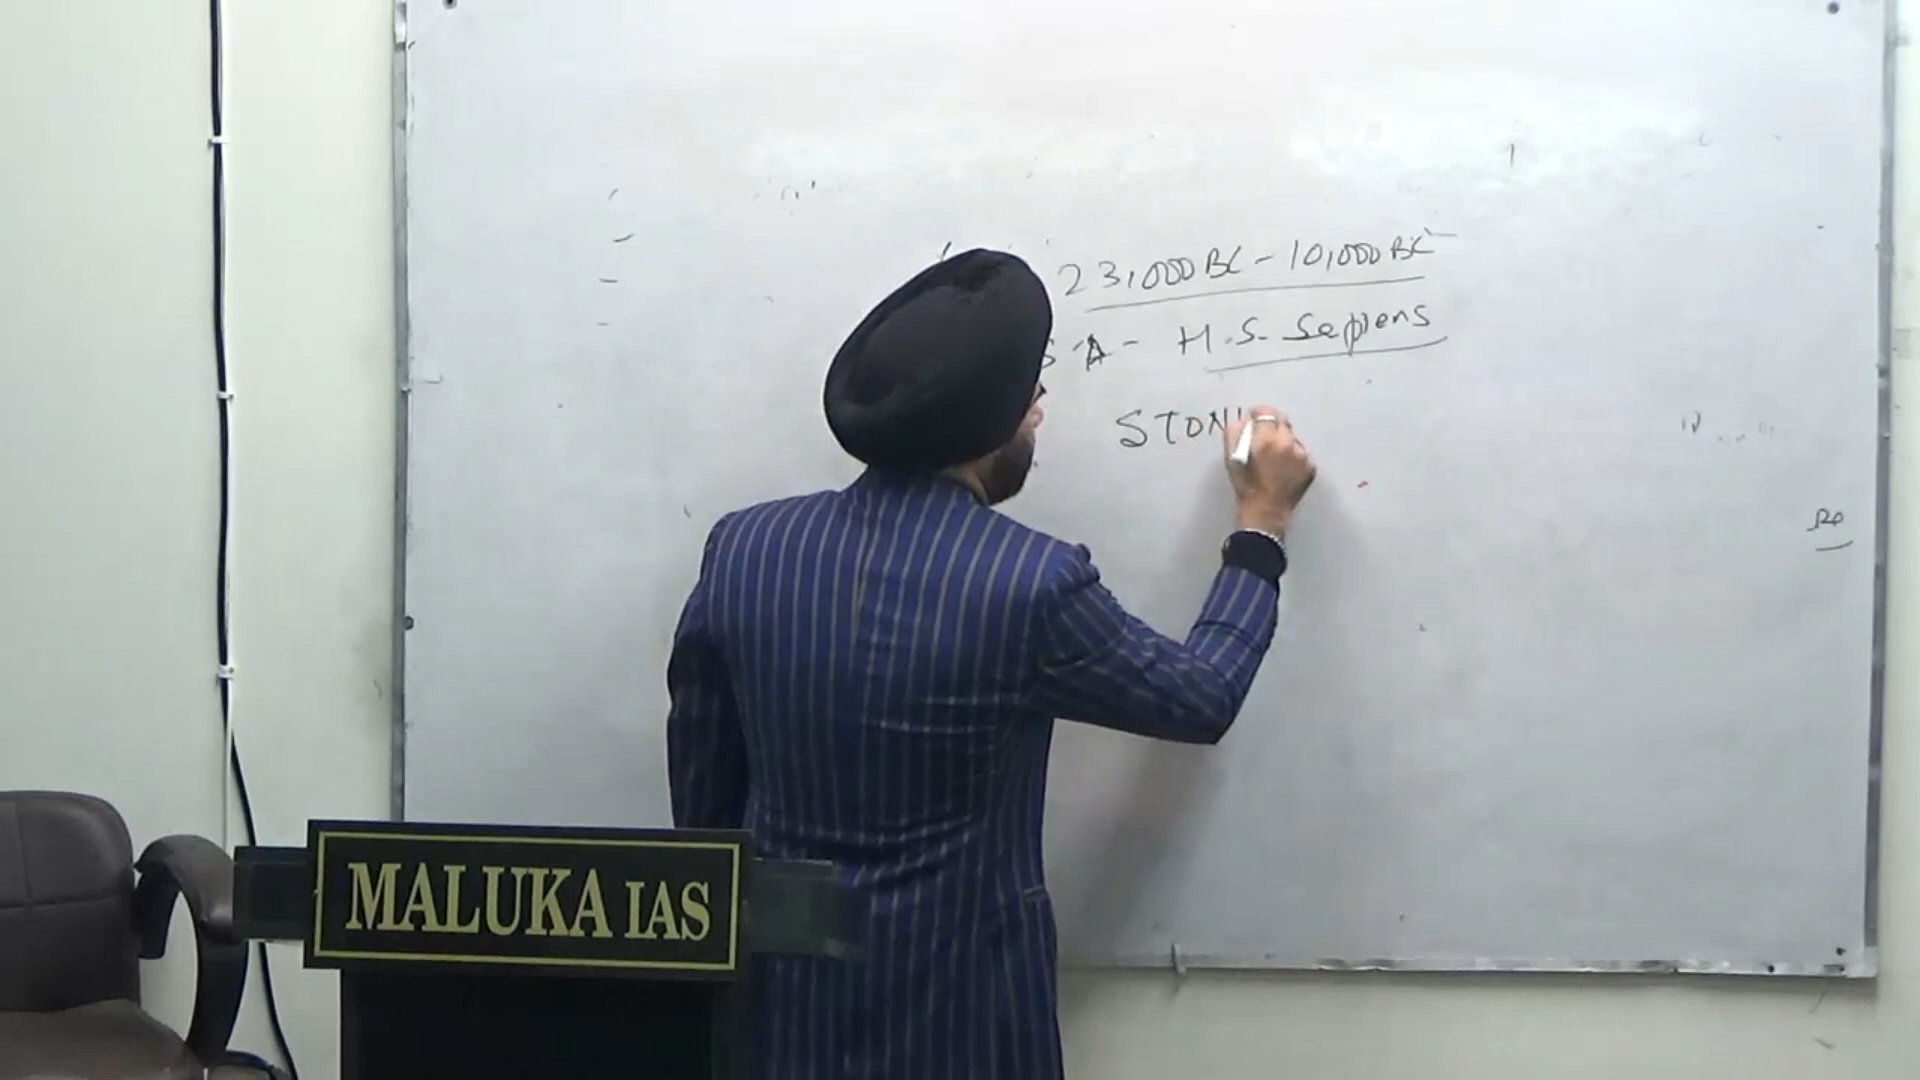 23,000 BC - 10,000 BC
S A - H.S. Sapiens
STON
MALUKA IAS